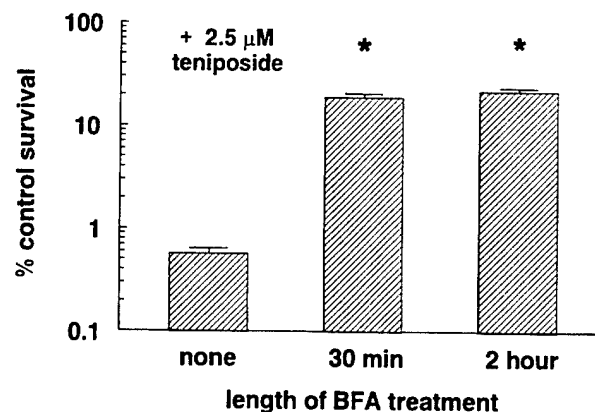 % control survival
100
10
1
0.1
+ 2.5 µM
teniposide
*
*
none
30 min
2 hour
length of BFA treatment